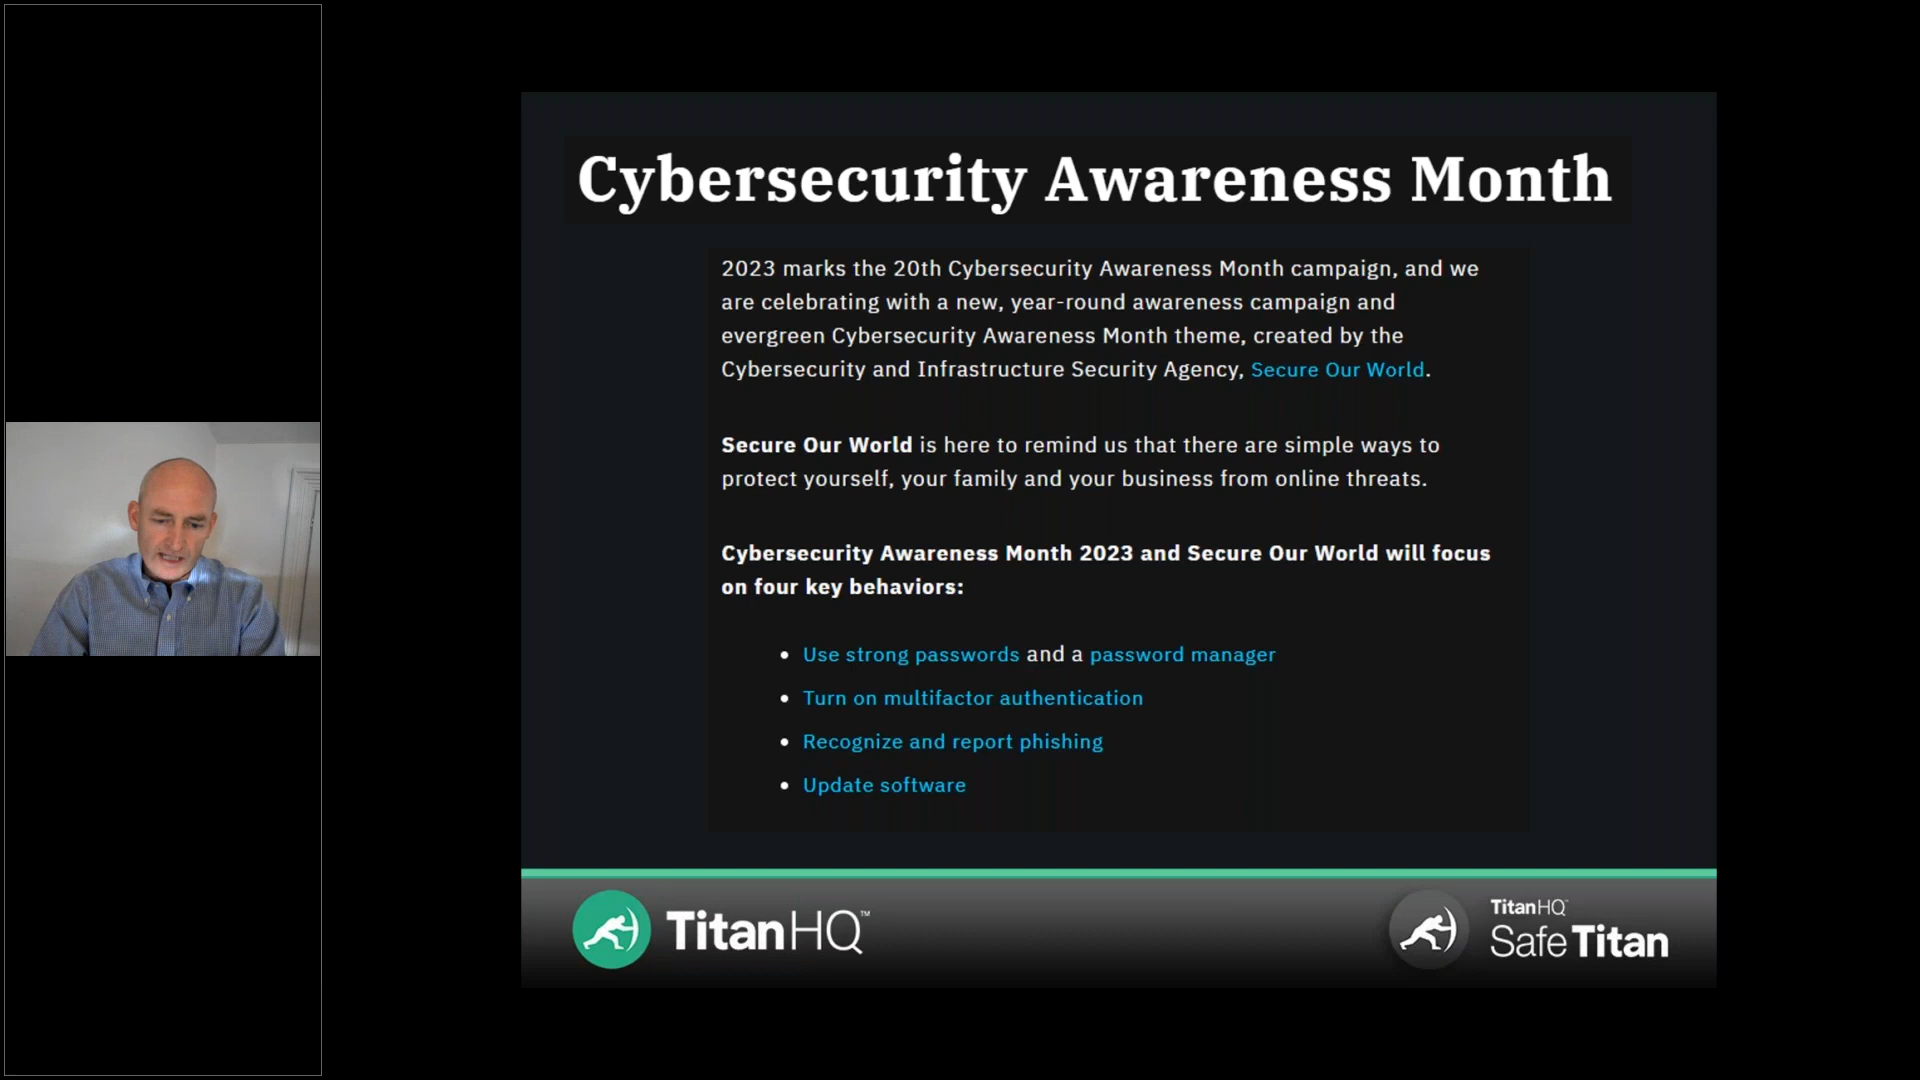 Cybersecurity Awareness Month
2023 marks the 20th Cybersecurity Awareness Month campaign, and we
are celebrating with a new, year-round awareness campaign and
evergreen Cybersecurity Awareness Month theme, created by the
Cybersecurity and Infrastructure Security Agency, Secure Our World.
Secure Our World is here to remind us that there are simple ways to
protect yourself, your family and your business from online threats.
Cybersecurity Awareness Month 2023 and Secure Our World will focus
on four key behaviors:
• Use strong passwords and a password manager
• Turn on multifactor authentication
• Recognize and report phishing
• Update software
TitanHQ™
TitanHQ
SafeTitan